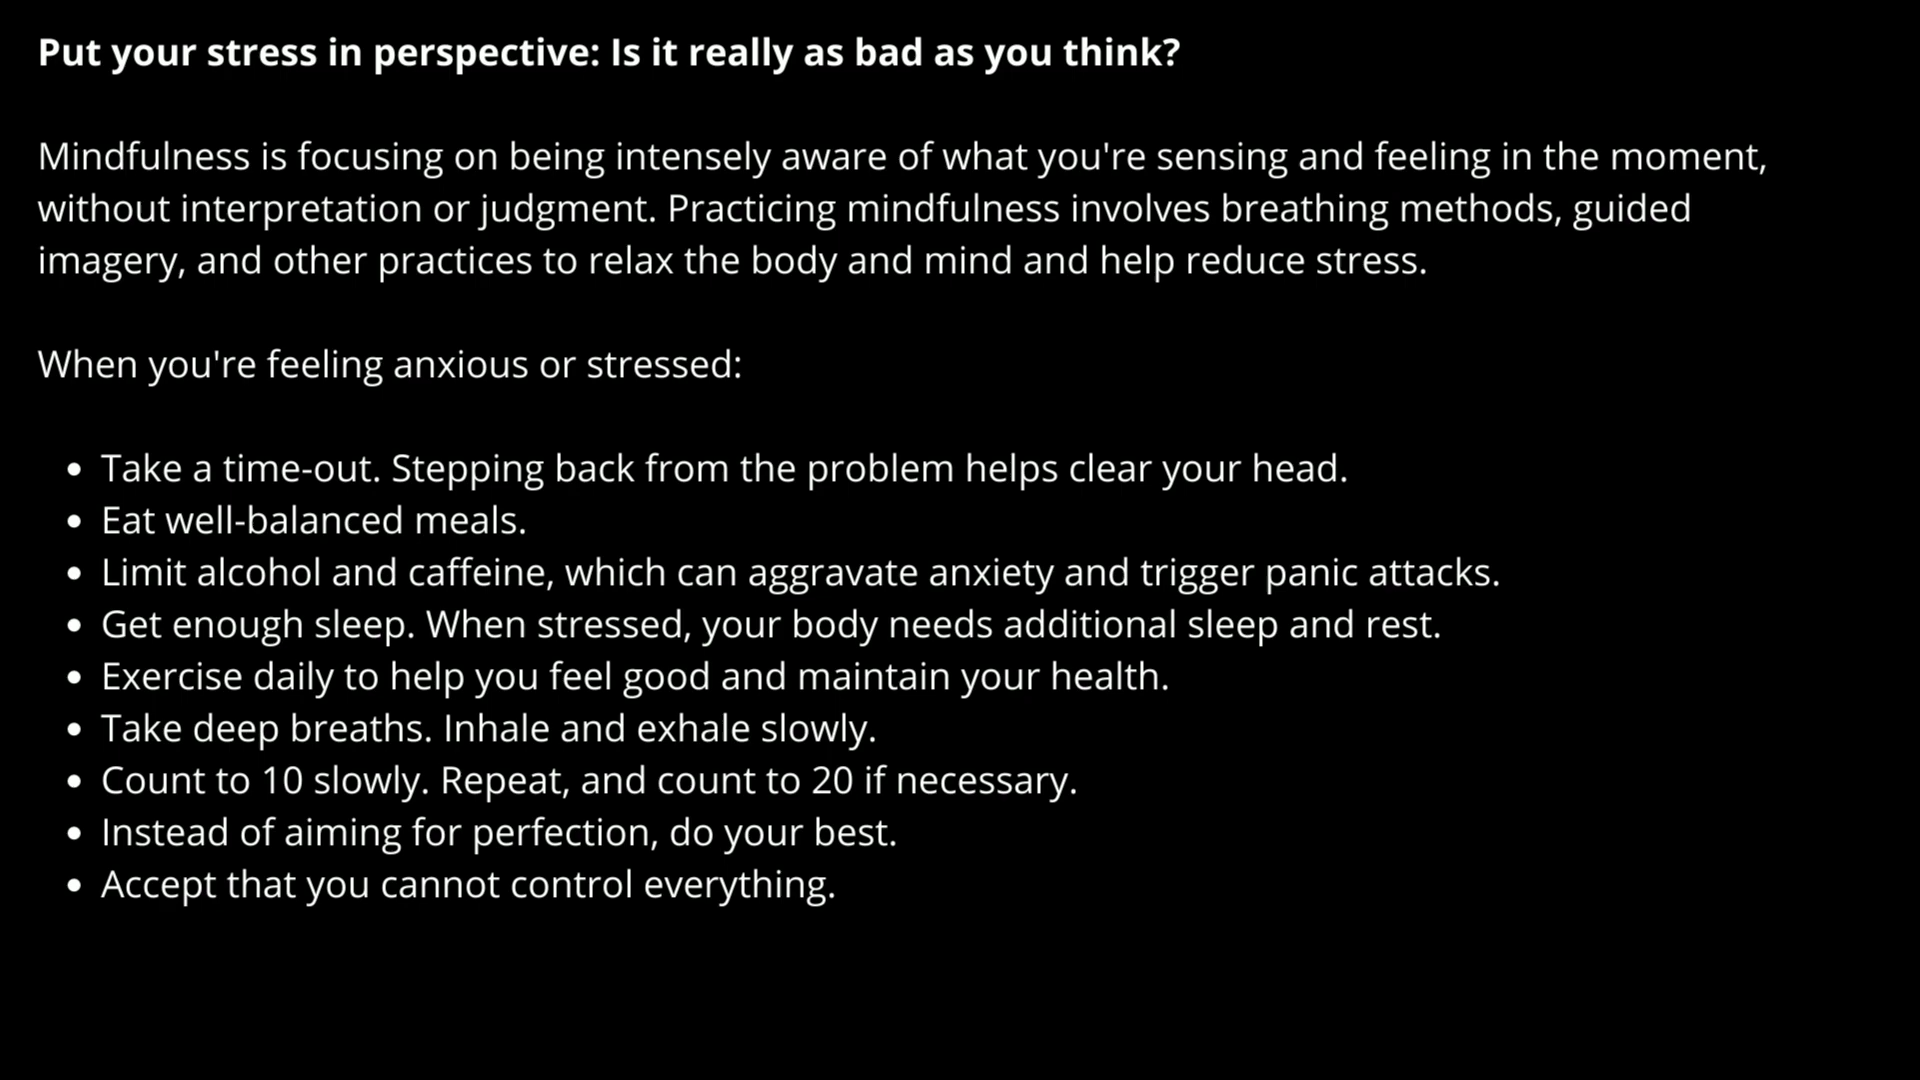 Put your stress in perspective: Is it really as bad as you think?
Mindfulness is focusing on being intensely aware of what you're sensing and feeling in the moment,
without interpretation or judgment. Practicing mindfulness involves breathing methods, guided
imagery, and other practices to relax the body and mind and help reduce stress.
When you're feeling anxious or stressed:
• Take a time-out. Stepping back from the problem helps clear your head.
• Eat well-balanced meals.
• Limit alcohol and caffeine, which can aggravate anxiety and trigger panic attacks.
• Get enough sleep. When stressed, your body needs additional sleep and rest.
• Exercise daily to help you feel good and maintain your health.
• Take deep breaths. Inhale and exhale slowly.
• Count to 10 slowly. Repeat, and count to 20 if necessary.
• Instead of aiming for perfection, do your best.
• Accept that you cannot control everything.